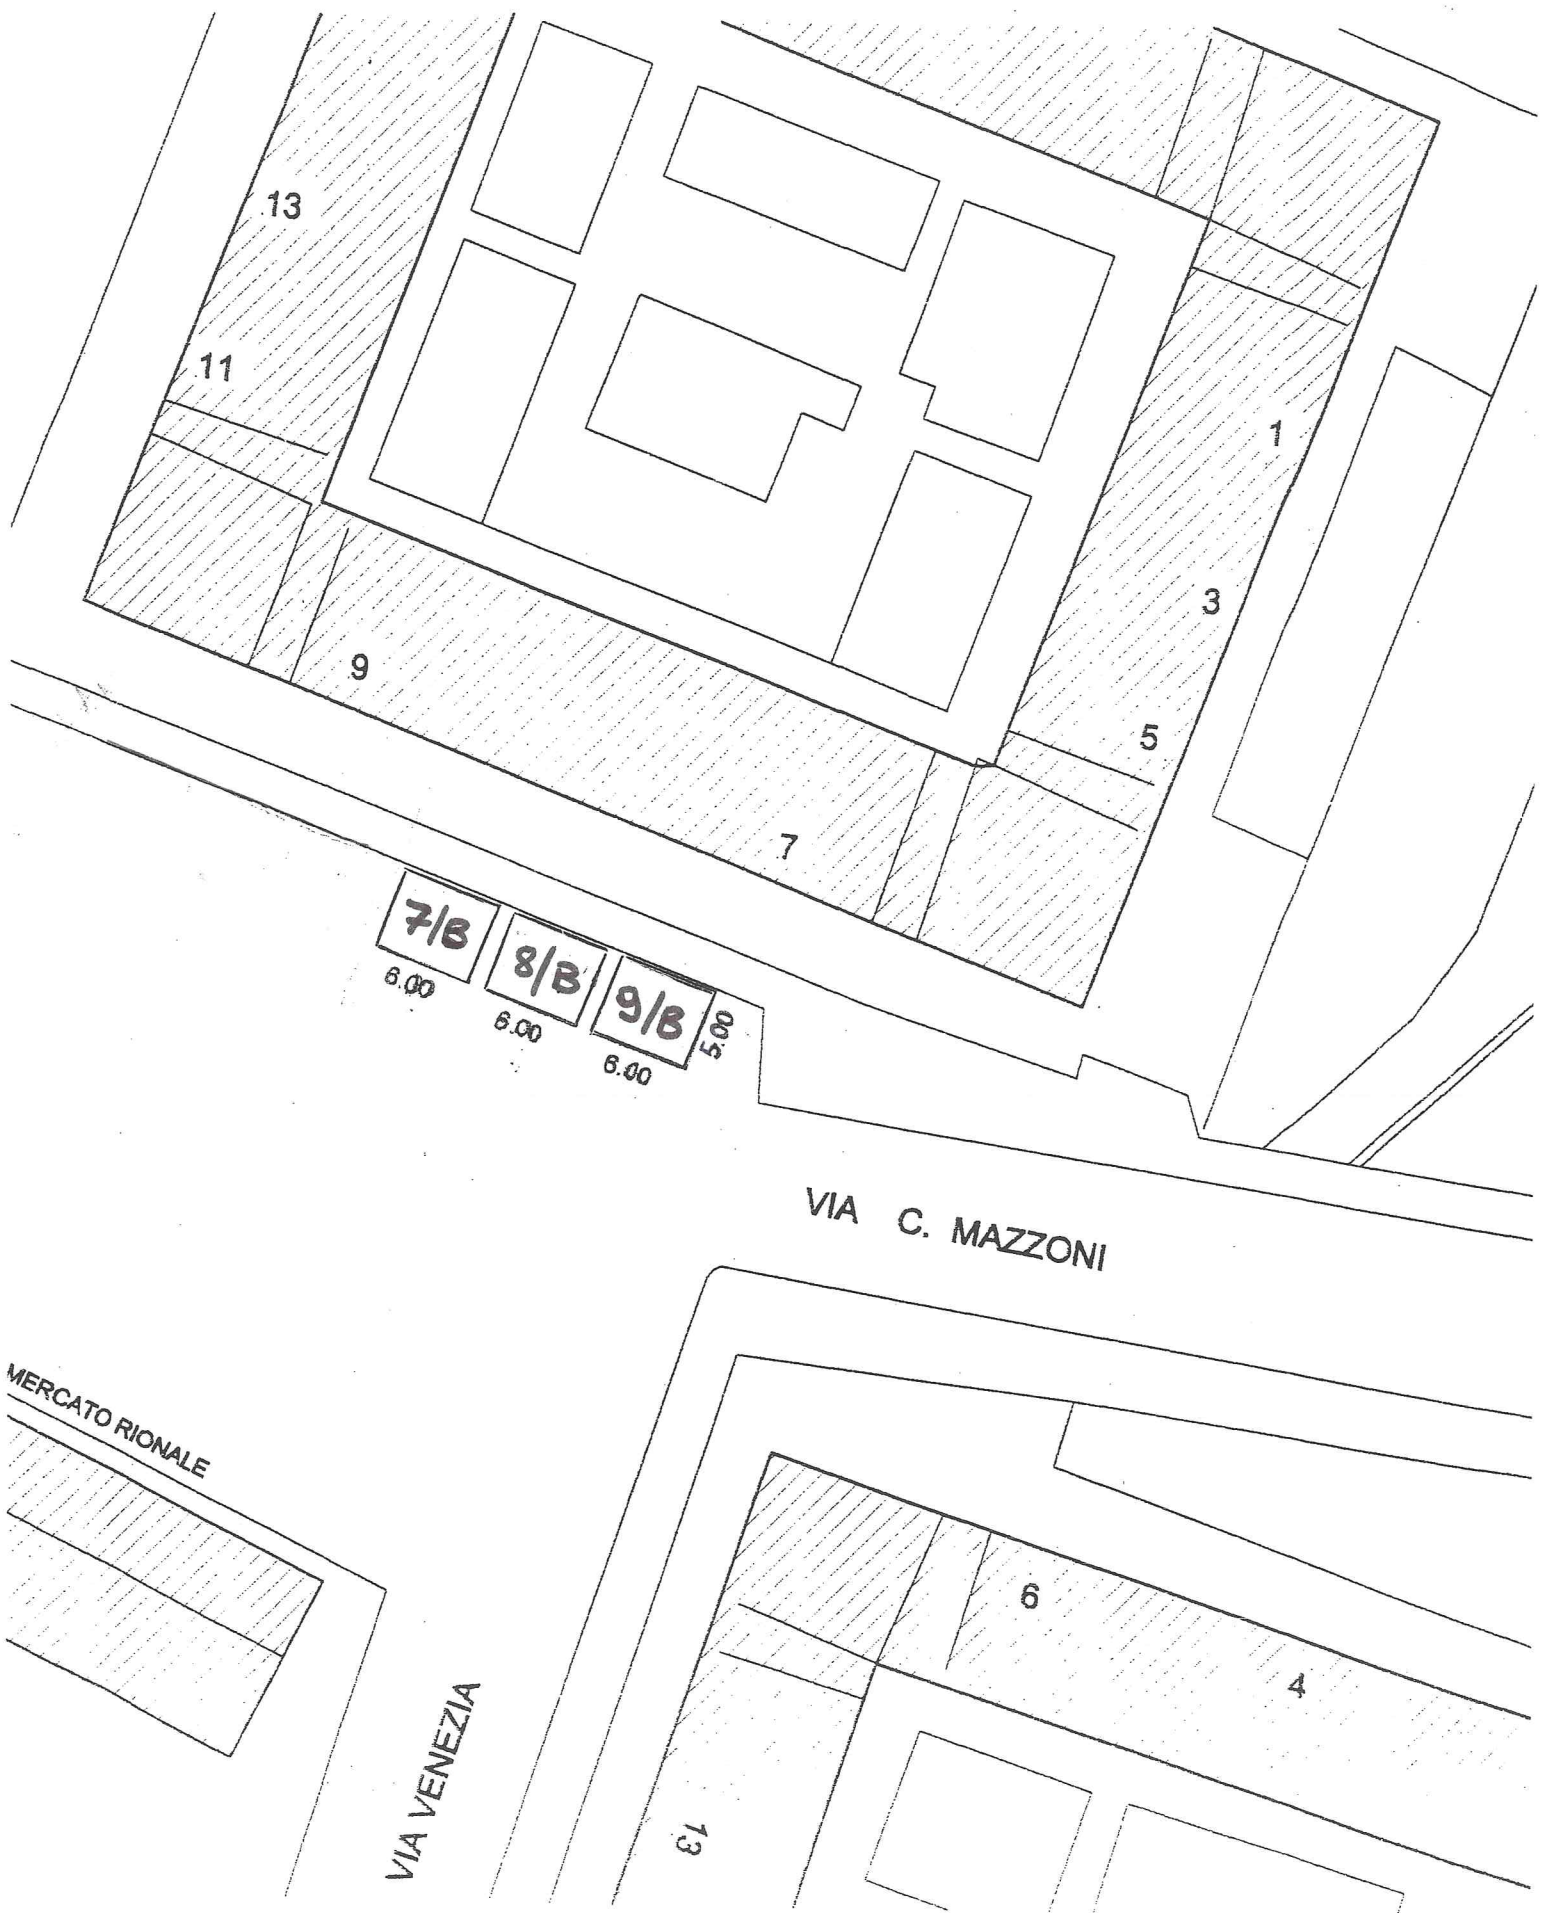 13
11
1
3
9
5
7
7/B
8/B
9/B
6.00
6.00
6.00
5.00
VIA C. MAZZONI
MERCATO RIONALE
6
4
VIA VENEZIA
13